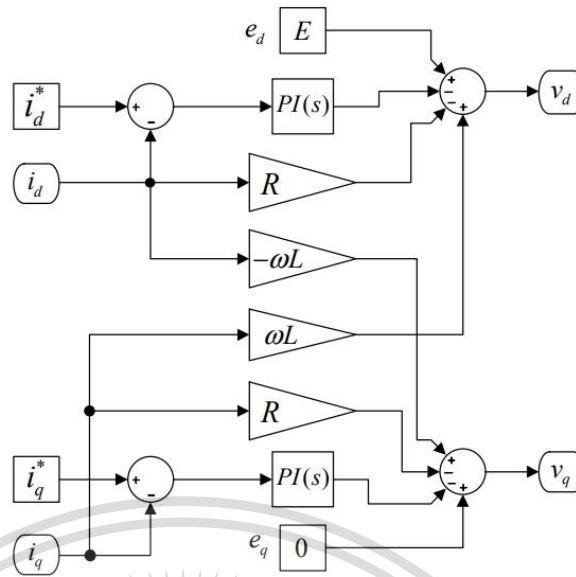 e_d E
i_d^* + - PI(s) + - - + v_d
i_d R
-ωL
ωL
R
i_q^* + - PI(s) + - - + v_q
i_q e_q 0